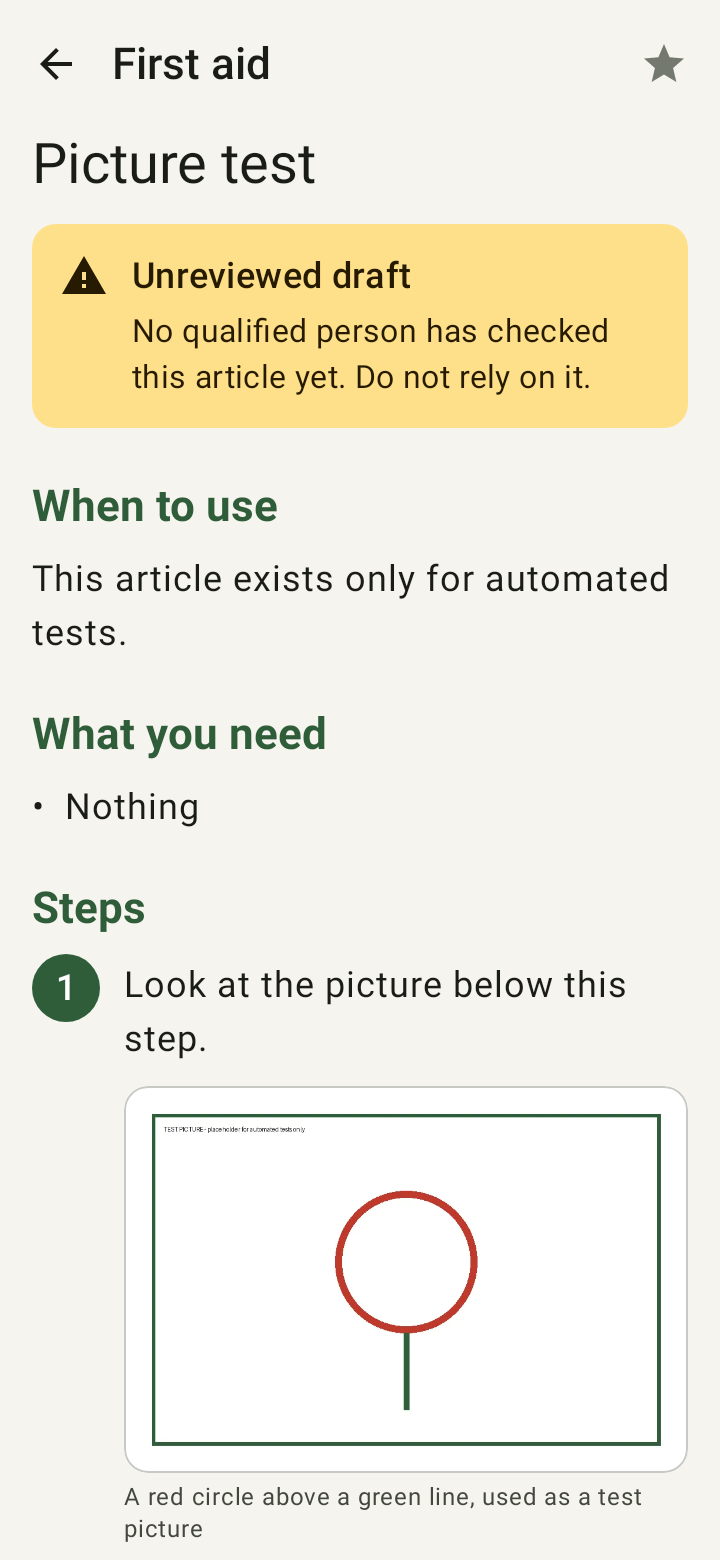 First aid
Picture test
Unreviewed draft
No qualified person has checked
this article yet. Do not rely on it.
When to use
This article exists only for automated
tests.
What you need
• Nothing
Steps
1 Look at the picture below this
step.
TEST PICTURE - placeholder for automated tests only
A red circle above a green line, used as a test
picture